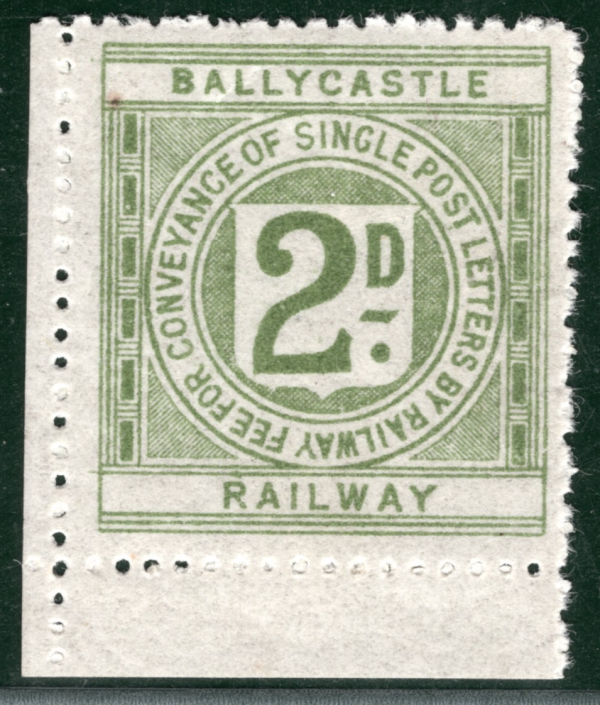 BALLYCASTLE
FEE FOR CONVEYANCE OF SINGLE POST LETTERS BY RAILWAY
2D
RAILWAY